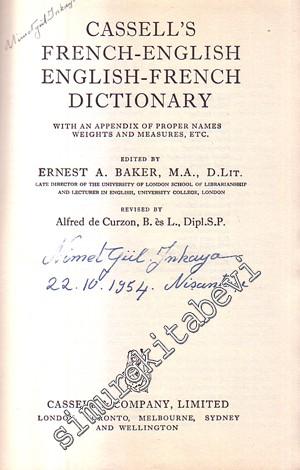 Nimet Gül İnkaya
CASSELL'S
FRENCH-ENGLISH
ENGLISH-FRENCH
DICTIONARY
WITH AN APPENDIX OF PROPER NAMES
WEIGHTS AND MEASURES, ETC.
EDITED BY
ERNEST A. BAKER, M.A., D.LIT.
LATE DIRECTOR OF THE UNIVERSITY OF LONDON SCHOOL OF LIBRARIANSHIP
AND LECTURER IN ENGLISH, UNIVERSITY COLLEGE, LONDON
REVISED BY
Alfred de Curzon, B. ès L., Dipl.S.P.
Nimet Gül İnkaya
22.10.1954.
CASSELL & COMPANY, LIMITED
LONDON TORONTO, MELBOURNE, SYDNEY
AND WELLINGTON
simurgkitabevi